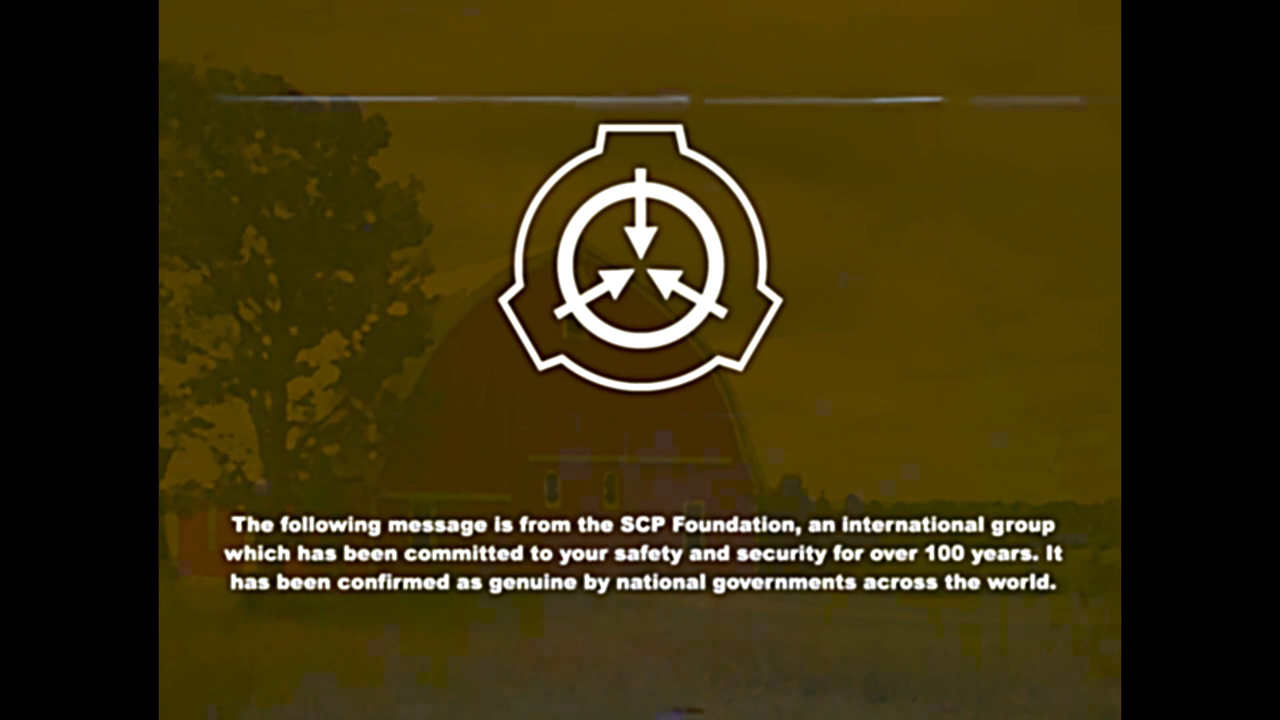 The following message is from the SCP Foundation, an international group
which has been committed to your safety and security for over 100 years. It
has been confirmed as genuine by national governments across the world.